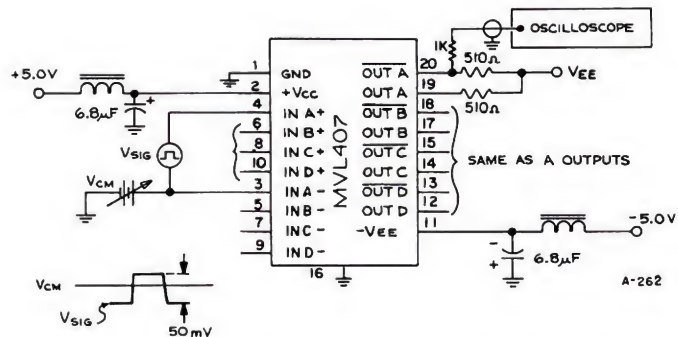 OSCILLOSCOPE
1K
510Ω
+5.0V
6.8μF
+
VSIG
VCM
1 GND
2 +VCC
4 IN A+
6 IN B+
8 IN C+
10 IN D+
3 IN A-
5 IN B-
7 IN C-
9 IN D-
16
MVL407
OUT A 20
OUT A 19
OUT B 18
OUT B 17
OUT C 15
OUT C 14
OUT D 13
OUT D 12
-VEE 11
510Ω
VEE
SAME AS A OUTPUTS
-5.0V
-
+
6.8μF
A-262
VCM
VSIG
50mV